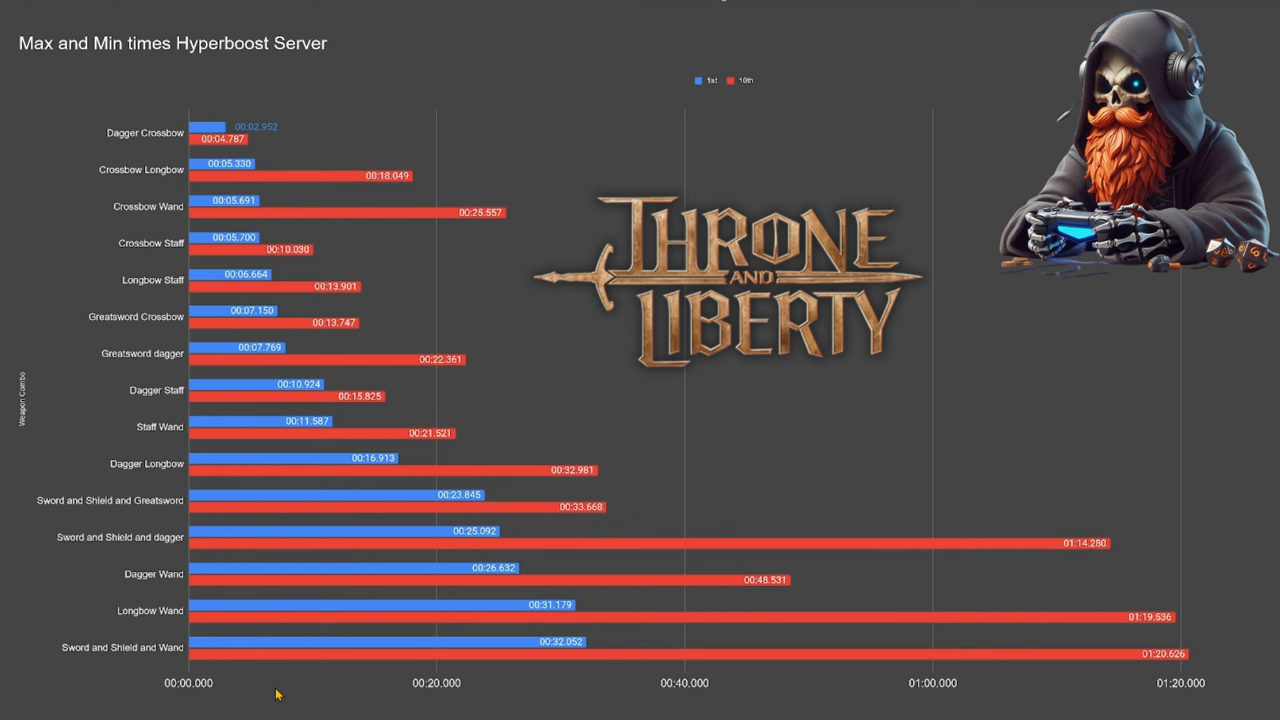 Max and Min times Hyperboost Server
1st 10th
Weapon Combo
Dagger Crossbow 00:02.952
00:04.787
Crossbow Longbow 00:05.330
00:18.049
Crossbow Wand 00:05.691
00:25.557
Crossbow Staff 00:05.700
00:10.030
Longbow Staff 00:06.664
00:13.901
Greatsword Crossbow 00:07.150
00:13.747
Greatsword dagger 00:07.769
00:22.361
Dagger Staff 00:10.924
00:15.825
Staff Wand 00:11.587
00:21.521
Dagger Longbow 00:16.913
00:32.981
Sword and Shield and Greatsword 00:23.845
00:33.668
Sword and Shield and dagger 00:25.092
01:14.280
Dagger Wand 00:26.632
00:48.531
Longbow Wand 00:31.179
01:19.536
Sword and Shield and Wand 00:32.052
01:20.626
00:00.000 00:20.000 00:40.000 01:00.000 01:20.000
THRONE
AND
LIBERTY